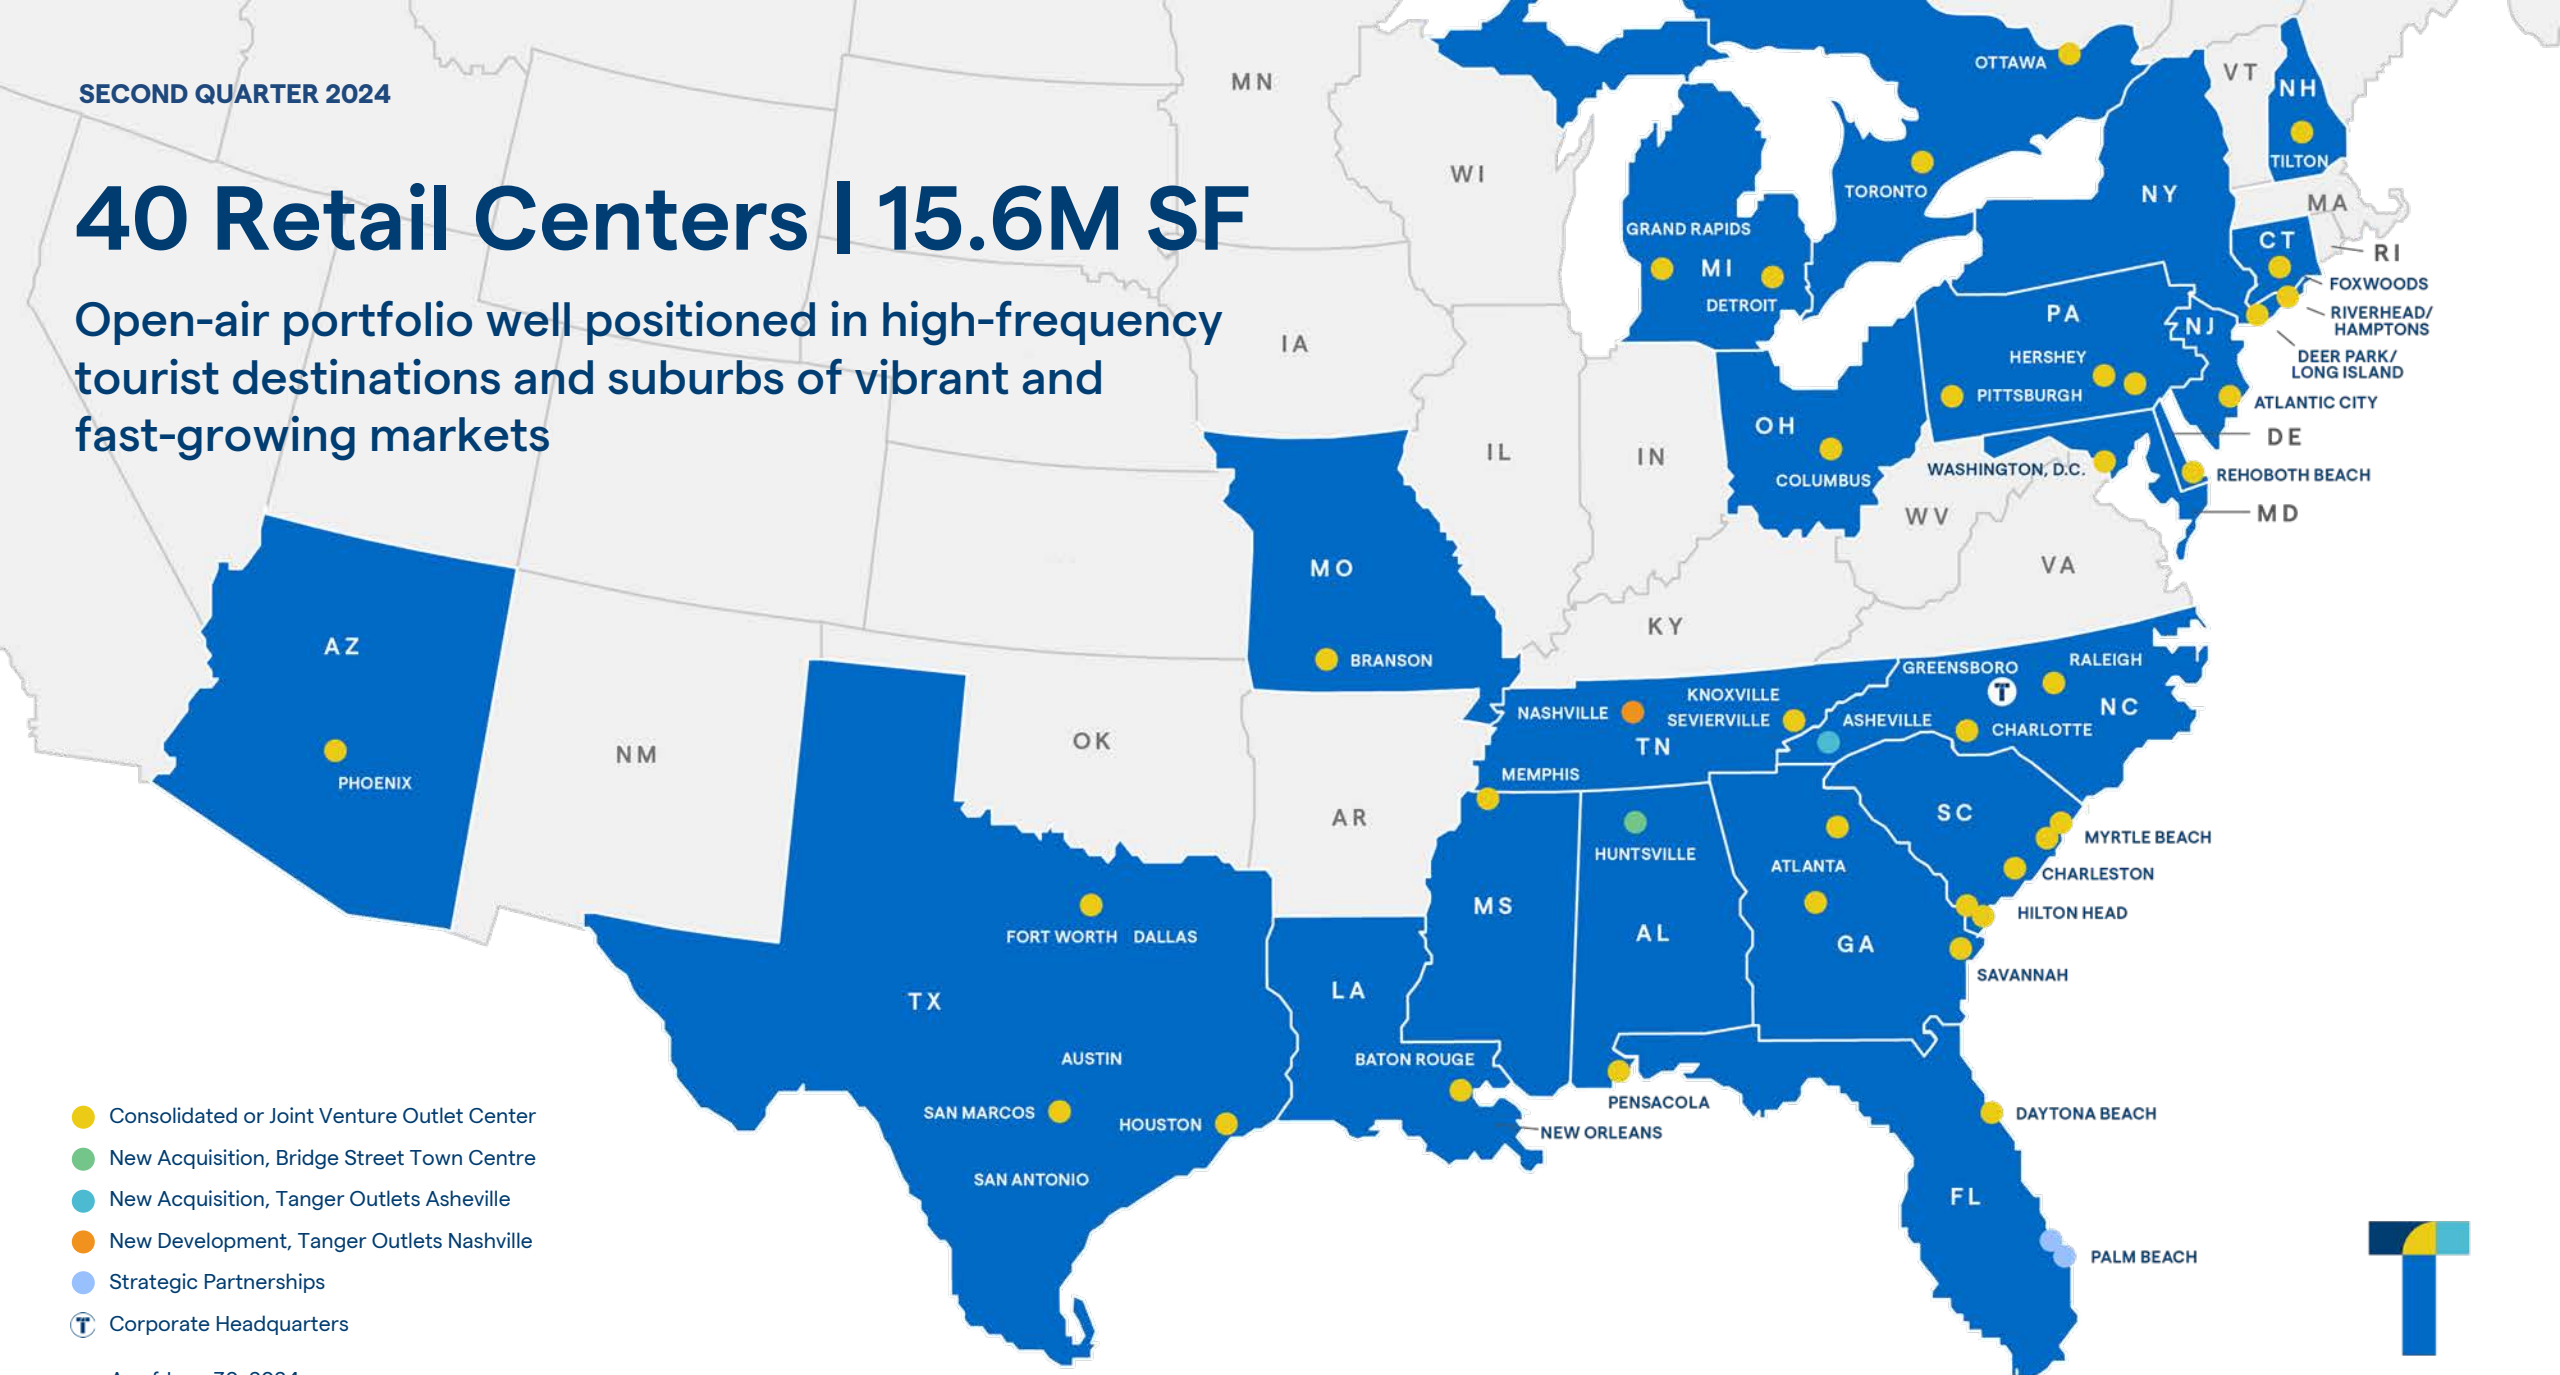 SECOND QUARTER 2024
40 Retail Centers | 15.6M SF
Open-air portfolio well positioned in high-frequency
tourist destinations and suburbs of vibrant and
fast-growing markets
MN
WI
IA
IL
IN
OTTAWA
TORONTO
VT
NH
TILTON
NY
MA
CT
RI
FOXWOODS
RIVERHEAD/
HAMPTONS
DEER PARK/
LONG ISLAND
GRAND RAPIDS
MI
DETROIT
PA
NJ
HERSHEY
PITTSBURGH
ATLANTIC CITY
DE
OH
COLUMBUS
WASHINGTON, D.C.
REHOBOTH BEACH
MD
WV
VA
KY
MO
BRANSON
AZ
PHOENIX
NM
OK
AR
GREENSBORO
RALEIGH
T
NC
KNOXVILLE
NASHVILLE
SEVIERVILLE
ASHEVILLE
CHARLOTTE
TN
MEMPHIS
SC
MYRTLE BEACH
HUNTSVILLE
ATLANTA
CHARLESTON
MS
AL
GA
HILTON HEAD
SAVANNAH
FORT WORTH
DALLAS
TX
LA
AUSTIN
BATON ROUGE
SAN MARCOS
HOUSTON
SAN ANTONIO
PENSACOLA
NEW ORLEANS
DAYTONA BEACH
FL
PALM BEACH
Consolidated or Joint Venture Outlet Center
New Acquisition, Bridge Street Town Centre
New Acquisition, Tanger Outlets Asheville
New Development, Tanger Outlets Nashville
Strategic Partnerships
T Corporate Headquarters